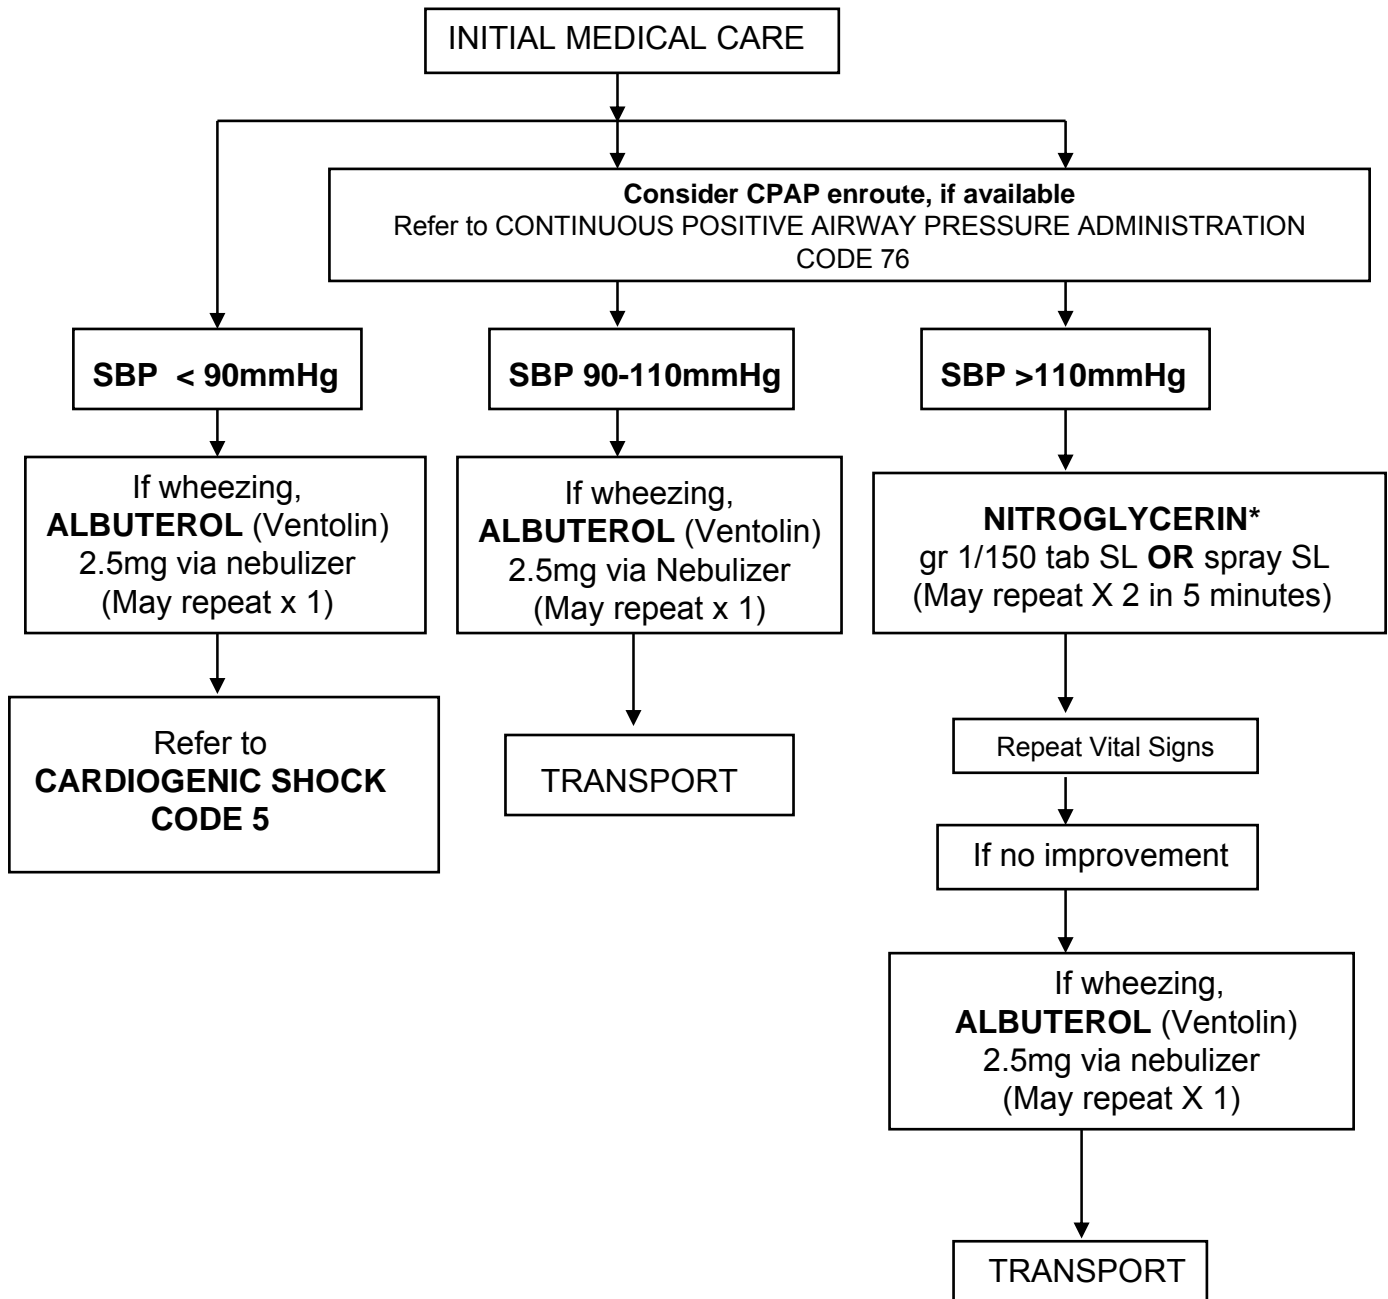 INITIAL MEDICAL CARE
Consider CPAP enroute, if available
Refer to CONTINUOUS POSITIVE AIRWAY PRESSURE ADMINISTRATION
CODE 76
SBP < 90mmHg
SBP 90-110mmHg
SBP >110mmHg
If wheezing,
ALBUTEROL (Ventolin)
2.5mg via nebulizer
(May repeat x 1)
If wheezing,
ALBUTEROL (Ventolin)
2.5mg via Nebulizer
(May repeat x 1)
NITROGLYCERIN*
gr 1/150 tab SL OR spray SL
(May repeat X 2 in 5 minutes)
Refer to
CARDIOGENIC SHOCK
CODE 5
TRANSPORT
Repeat Vital Signs
If no improvement
If wheezing,
ALBUTEROL (Ventolin)
2.5mg via nebulizer
(May repeat X 1)
TRANSPORT